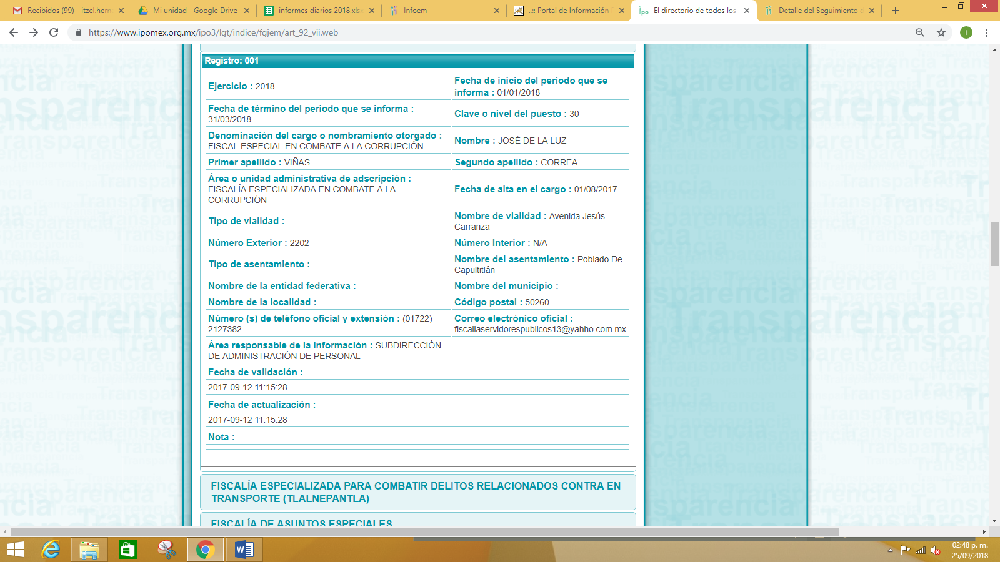 Recibidos (99) - itzel.hern
Mi unidad - Google Drive
informes diarios 2018.xlsx
Infoem
..:: Portal de Información
El directorio de todos los
Detalle del Seguimiento d
https://www.ipomex.org.mx/ipo3/lgt/indice/fgjem/art_92_vii.web
I
Registro: 001
Ejercicio : 2018
Fecha de inicio del periodo que se
informa : 01/01/2018
Fecha de término del periodo que se informa :
31/03/2018
Clave o nivel del puesto : 30
Denominación del cargo o nombramiento otorgado :
FISCAL ESPECIAL EN COMBATE A LA CORRUPCIÓN
Nombre : JOSÉ DE LA LUZ
Primer apellido : VIÑAS
Segundo apellido : CORREA
Área o unidad administrativa de adscripción :
FISCALÍA ESPECIALIZADA EN COMBATE A LA
CORRUPCIÓN
Fecha de alta en el cargo : 01/08/2017
Tipo de vialidad :
Nombre de vialidad : Avenida Jesús
Carranza
Número Exterior : 2202
Número Interior : N/A
Tipo de asentamiento :
Nombre del asentamiento : Poblado De
Capultitlán
Nombre de la entidad federativa :
Nombre del municipio :
Nombre de la localidad :
Código postal : 50260
Número (s) de teléfono oficial y extensión : (01722)
2127382
Correo electrónico oficial :
fiscaliaservidorespublicos13@yahho.com.mx
Área responsable de la información : SUBDIRECCIÓN
DE ADMINISTRACIÓN DE PERSONAL
Fecha de validación :
2017-09-12 11:15:28
Fecha de actualización :
2017-09-12 11:15:28
Nota :
FISCALÍA ESPECIALIZADA PARA COMBATIR DELITOS RELACIONADOS CONTRA EN
TRANSPORTE (TLALNEPANTLA)
FISCALÍA DE ASUNTOS ESPECIALES
02:48 p. m.
25/09/2018